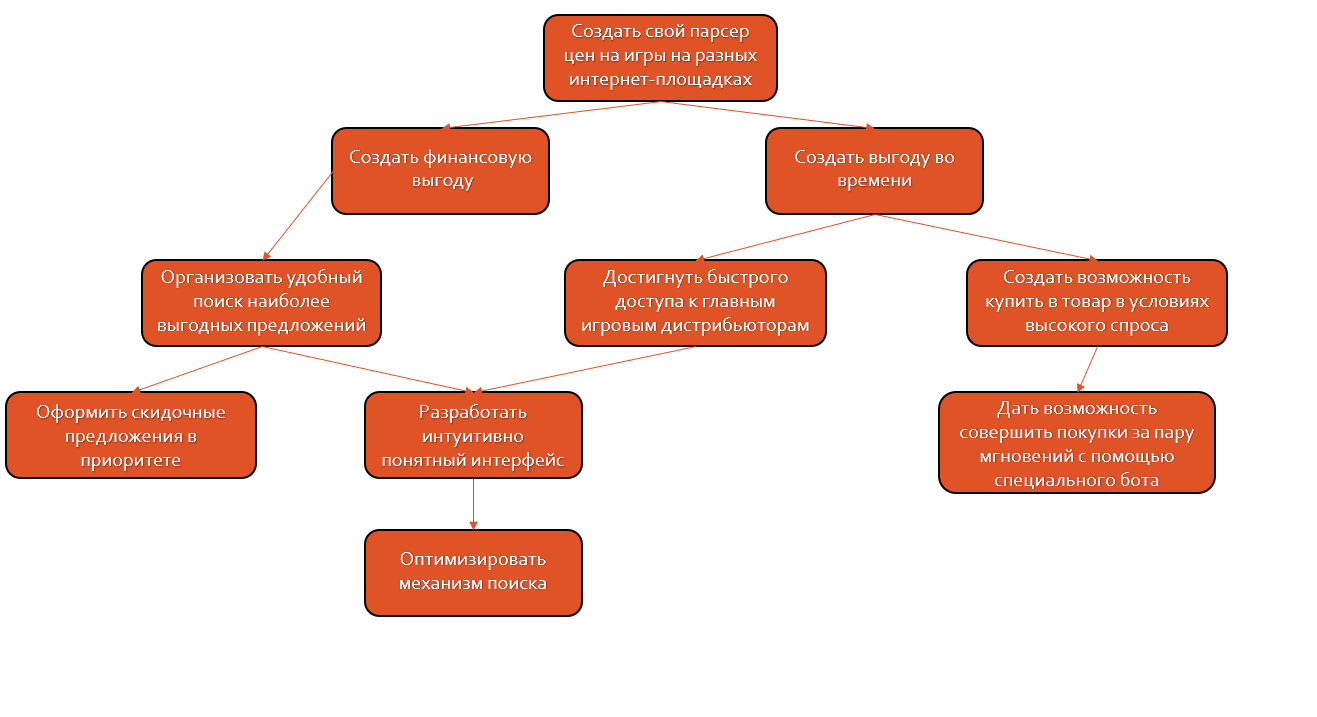 Создать свой парсер
цен на игры на разных
интернет-площадках
Создать финансовую
выгоду
Создать выгоду во
времени
Организовать удобный
поиск наиболее
выгодных предложений
Достигнуть быстрого
доступа к главным
игровым дистрибьюторам
Создать возможность
купить в товар в условиях
высокого спроса
Оформить скидочные
предложения в
приоритете
Разработать
интуитивно
понятный интерфейс
Дать возможность
совершить покупки за пару
мгновений с помощью
специального бота
Оптимизировать
механизм поиска